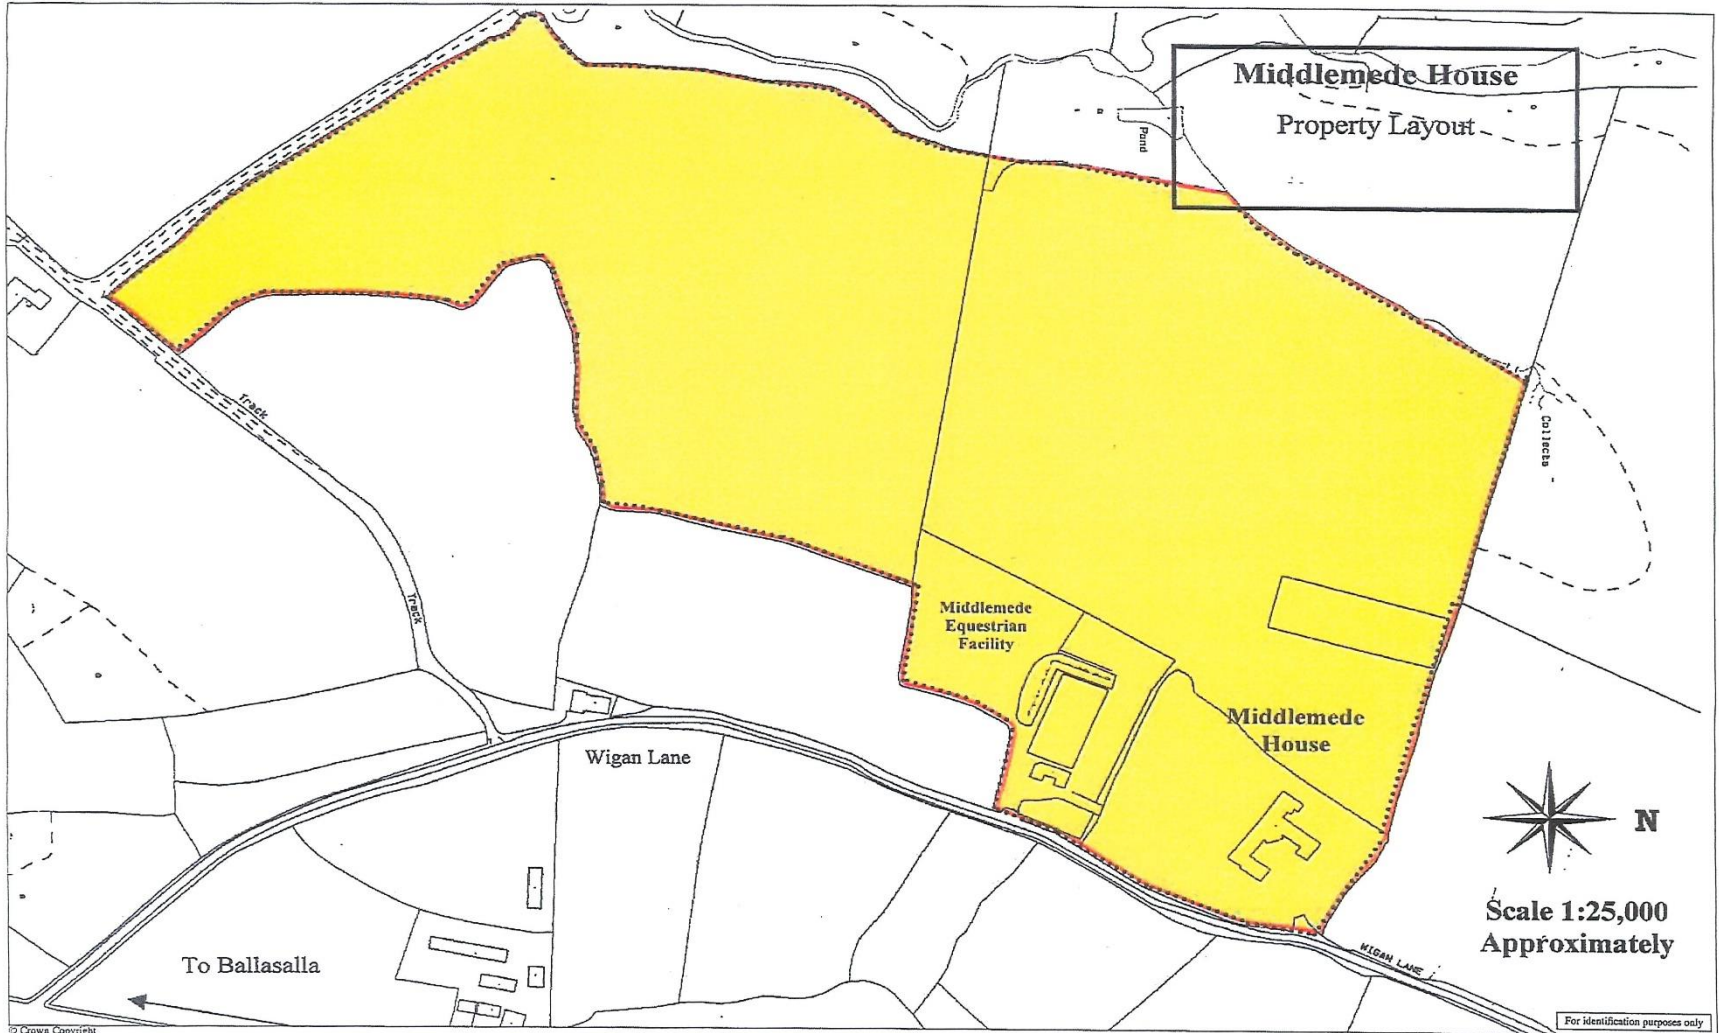 Middlemede House
Property Layout
Pond
Track
Collects
Track
Middlemede
Equestrian
Facility
Middlemede
House
Wigan Lane
N
Scale 1:25,000
Approximately
To Ballasalla
WIGAN LANE
© Crown Copyright
For identification purposes only